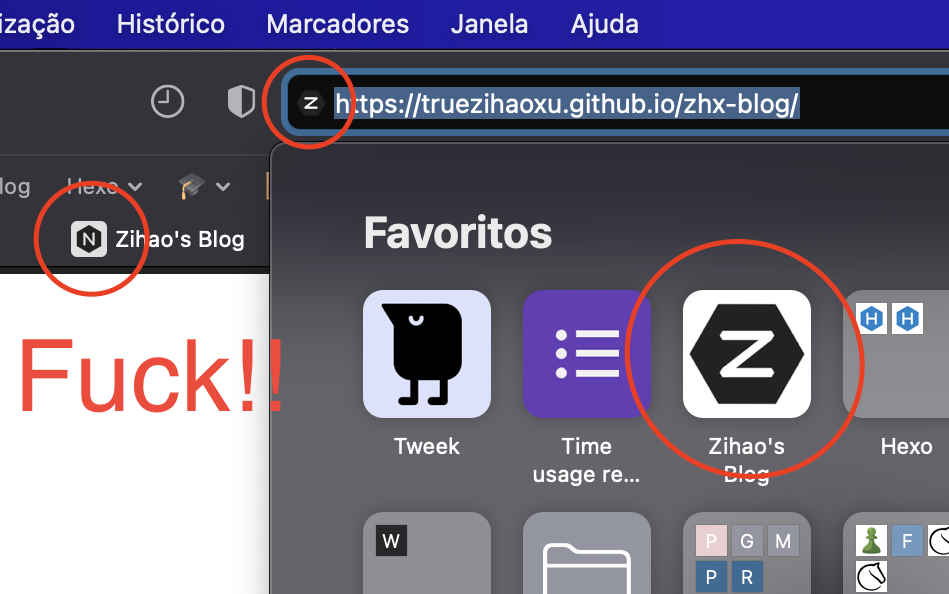 ização Histórico Marcadores Janela Ajuda
Z https://truezihaoxu.github.io/zhx-blog/
log Hexo
N Zihao's Blog
Favoritos
Fuck!!
Z
H H
Tweek
Time
usage re...
Zihao's
Blog
Hexo
W
P G M
F
P R